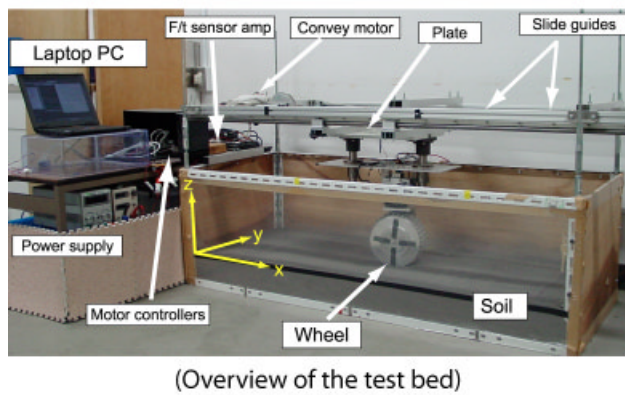 F/t sensor amp
Convey motor
Slide guides
Laptop PC
Plate
z
y
x
Power supply
Soil
Motor controllers
Wheel
(Overview of the test bed)